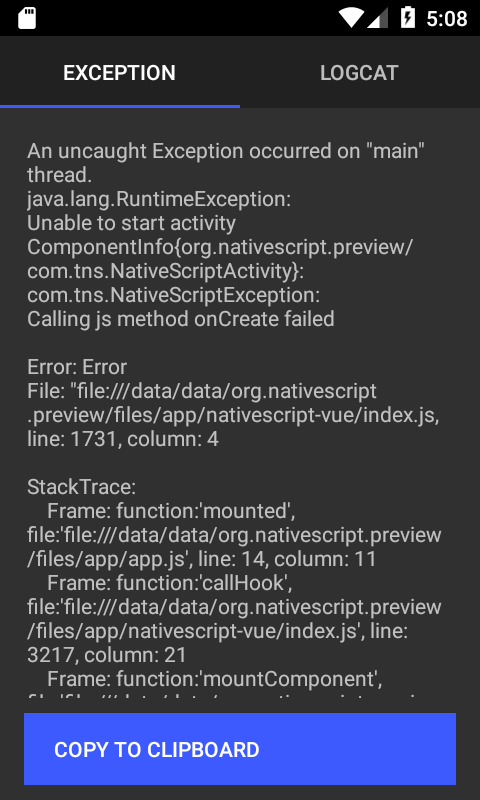 5:08
EXCEPTION
LOGCAT
An uncaught Exception occurred on "main"
thread.
java.lang.RuntimeException:
Unable to start activity
ComponentInfo{org.nativescript.preview/
com.tns.NativeScriptActivity}:
com.tns.NativeScriptException:
Calling js method onCreate failed
Error: Error
File: "file:///data/data/org.nativescript
.preview/files/app/nativescript-vue/index.js,
line: 1731, column: 4
StackTrace:
Frame: function:'mounted',
file:'file:///data/data/org.nativescript.preview
/files/app/app.js', line: 14, column: 11
Frame: function:'callHook',
file:'file:///data/data/org.nativescript.preview
/files/app/nativescript-vue/index.js', line:
3217, column: 21
Frame: function:'mountComponent',
COPY TO CLIPBOARD